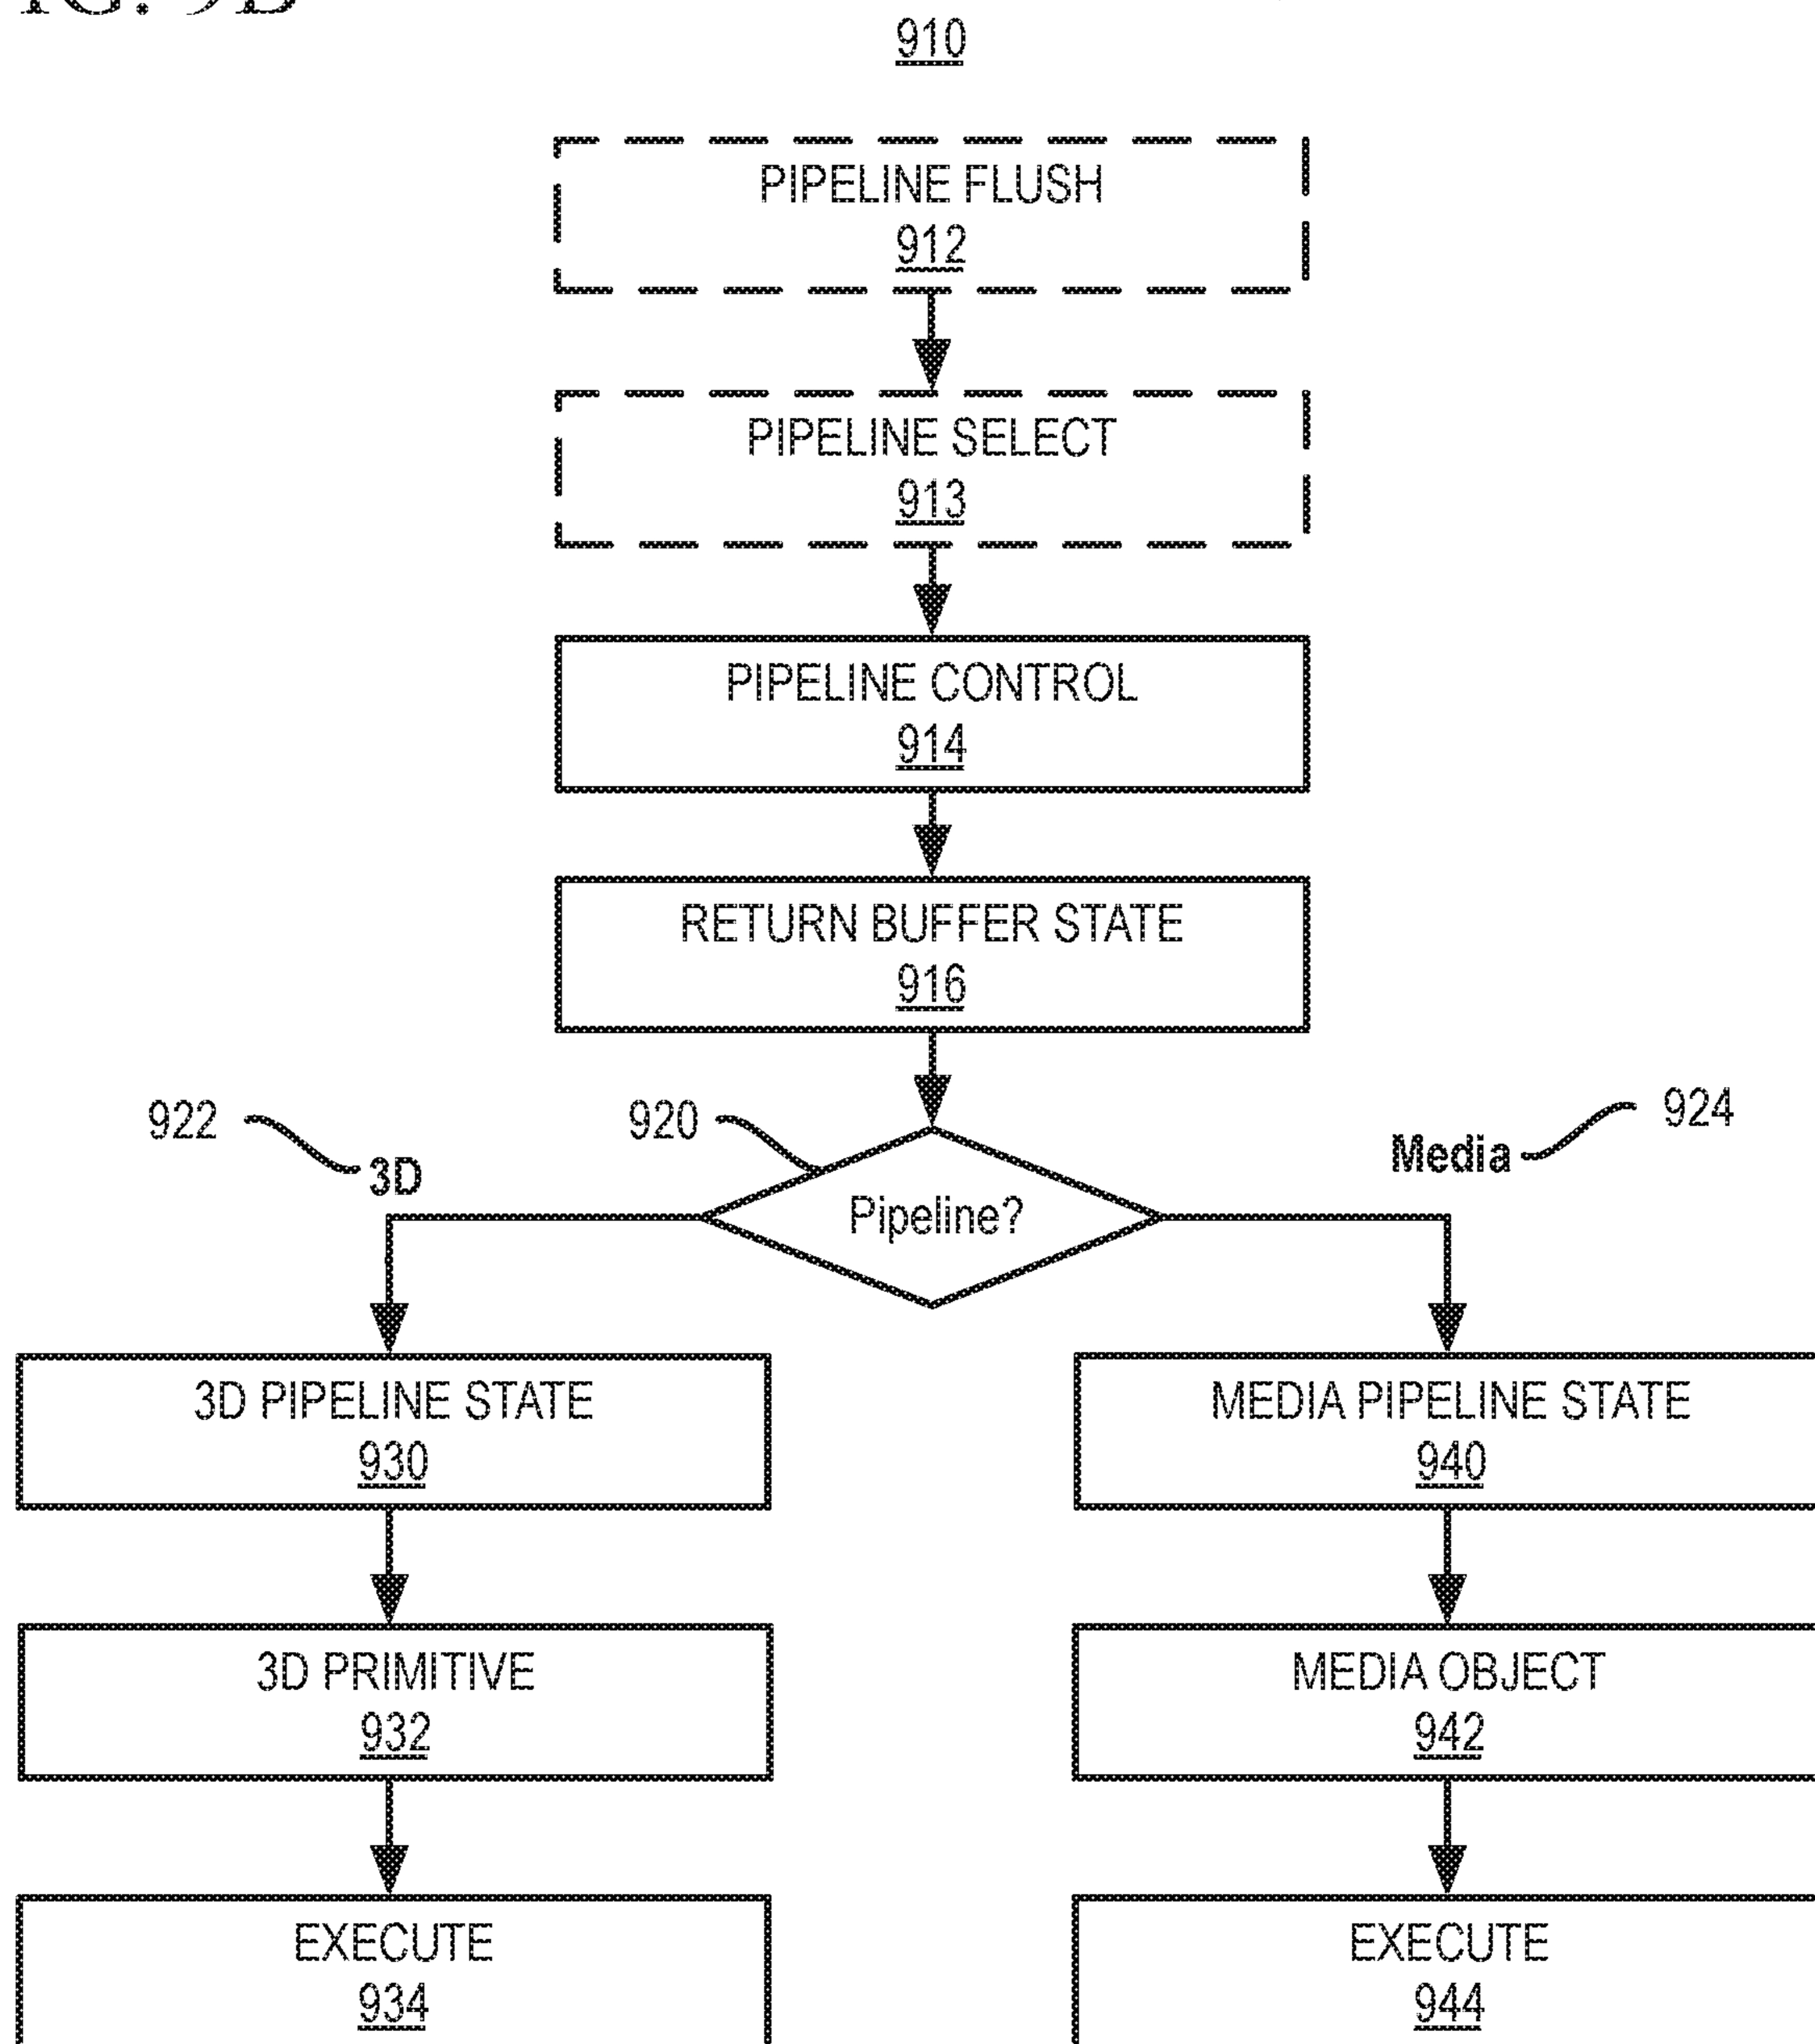 910
PIPELINE FLUSH
912
PIPELINE SELECT
913
PIPELINE CONTROL
914
RETURN BUFFER STATE
916
922
920
924
3D
Media
Pipeline?
3D PIPELINE STATE
930
MEDIA PIPELINE STATE
940
3D PRIMITIVE
932
MEDIA OBJECT
942
EXECUTE
934
EXECUTE
944